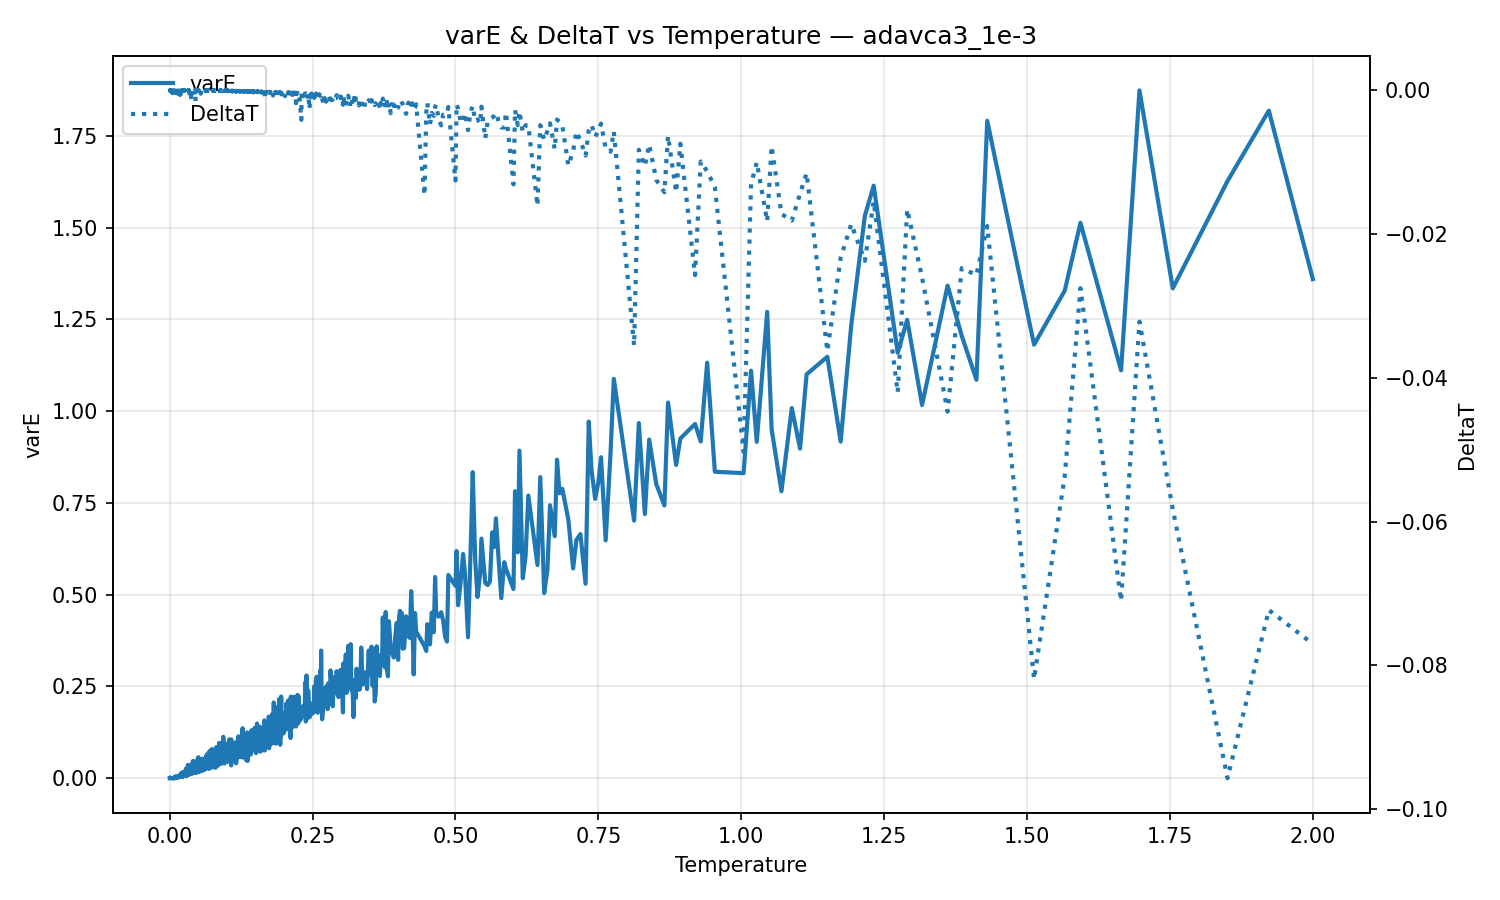 varE & DeltaT vs Temperature — adavca3_1e-3
varE
DeltaT
1.75
1.50
1.25
1.00
0.75
0.50
0.25
0.00
varE
0.00
−0.02
−0.04
−0.06
−0.08
−0.10
DeltaT
0.00 0.25 0.50 0.75 1.00 1.25 1.50 1.75 2.00
Temperature